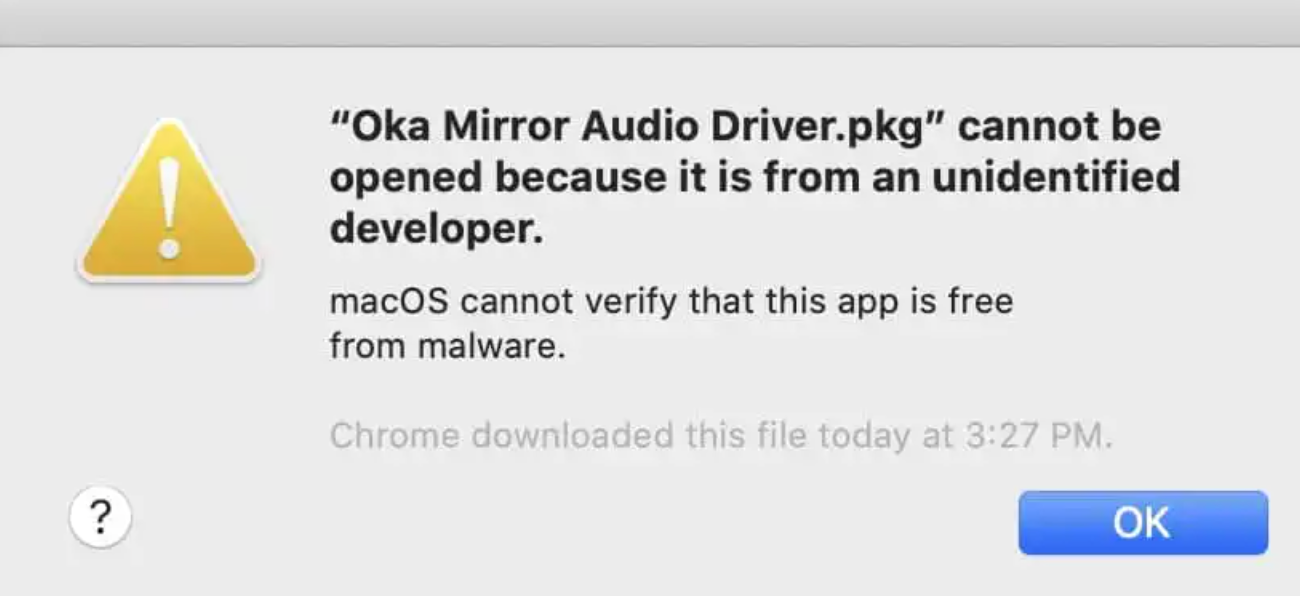 “Oka Mirror Audio Driver.pkg” cannot be
opened because it is from an unidentified
developer.
macOS cannot verify that this app is free
from malware.
Chrome downloaded this file today at 3:27 PM.
?
OK